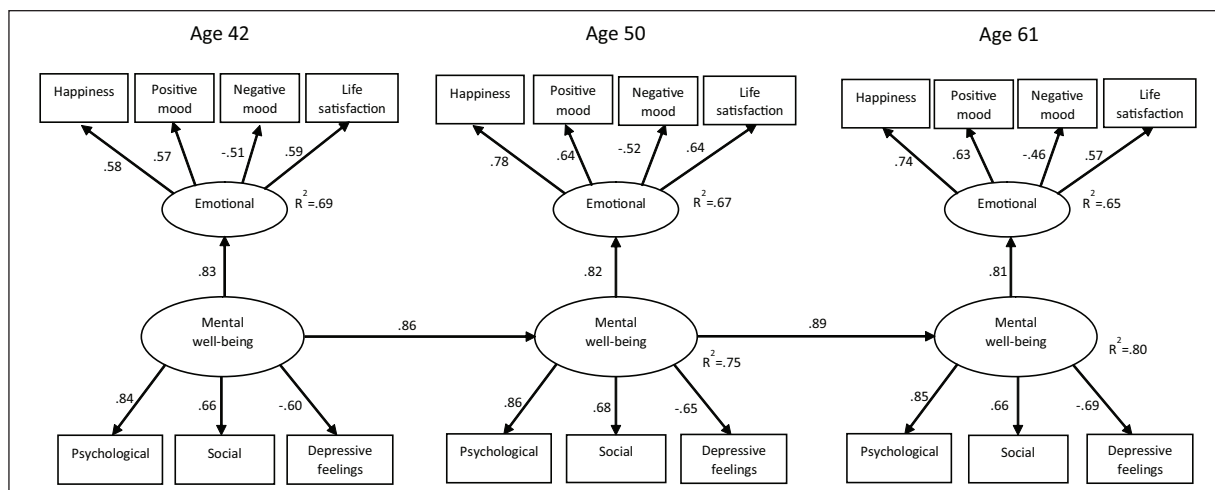 Age 42
Age 50
Age 61
Happiness
Positive
mood
Negative
mood
Life
satisfaction
Happiness
Positive
mood
Negative
mood
Life
satisfaction
Happiness
Positive
mood
Negative
mood
Life
satisfaction
.58
.57
-.51
.59
.78
.64
-.52
.64
.74
.63
-.46
.57
Emotional
R²=.69
Emotional
R²=.67
Emotional
R²=.65
.83
.82
.81
Mental
well-being
.86
Mental
well-being
R²=.75
.89
Mental
well-being
R²=.80
.84
.66
-.60
.86
.68
-.65
.85
.66
-.69
Psychological
Social
Depressive
feelings
Psychological
Social
Depressive
feelings
Psychological
Social
Depressive
feelings